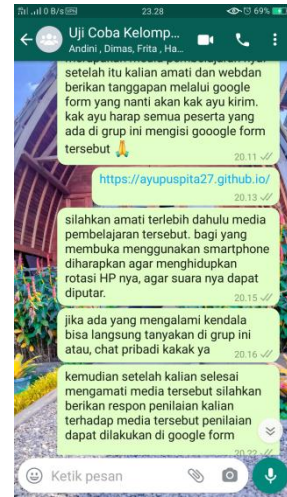 0 B/s 23.28 69%
Uji Coba Kelomp...
Andini , Dimas, Frita , Ha...
setelah itu kalian amati dan webdan
berikan tanggapan melalui google
form yang nanti akan kak ayu kirim.
kak ayu harap semua peserta yang
ada di grup ini mengisi gooogle form
tersebut 🙏
20.11
https://ayupuspita27.github.io/
20.13
silahkan amati terlebih dahulu media
pembelajaran tersebut. bagi yang
membuka menggunakan smartphone
diharapkan agar menghidupkan
rotasi HP nya, agar suara nya dapat
diputar.
20.15
jika ada yang mengalami kendala
bisa langsung tanyakan di grup ini
atau, chat pribadi kakak ya
20.16
kemudian setelah kalian selesai
mengamati media tersebut silahkan
berikan respon penilaian kalian
terhadap media tersebut penilaian
dapat dilakukan di google form
20.22
Ketik pesan